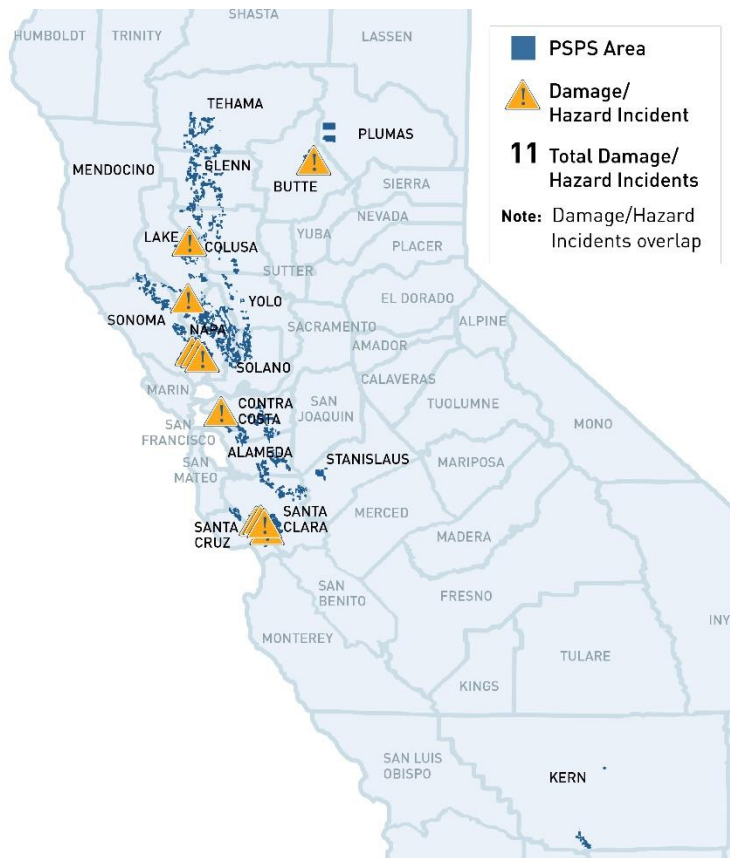 SHASTA
HUMBOLDT
TRINITY
LASSEN
TEHAMA
PLUMAS
MENDOCINO
GLENN
BUTTE
SIERRA
NEVADA
YUBA
LAKE
COLUSA
PLACER
SUTTER
YOLO
EL DORADO
SONOMA
NAPA
SACRAMENTO
ALPINE
AMADOR
SOLANO
MARIN
CALAVERAS
CONTRA
COSTA
SAN
JOAQUIN
TUOLUMNE
SAN
FRANCISCO
MONO
ALAMEDA
STANISLAUS
SAN
MATEO
MARIPOSA
SANTA
CLARA
MERCED
SANTA
CRUZ
MADERA
SAN
BENITO
FRESNO
MONTEREY
INY
TULARE
KINGS
SAN LUIS
OBISPO
KERN
PSPS Area
Damage/
Hazard Incident
11 Total Damage/
Hazard Incidents
Note: Damage/Hazard
Incidents overlap